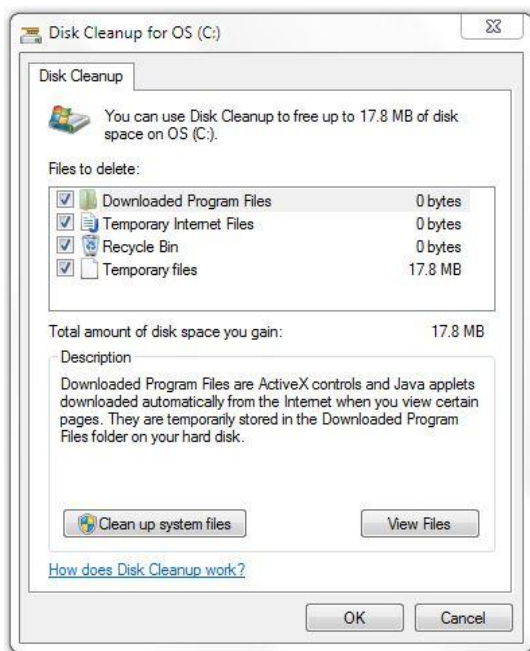 Disk Cleanup for OS (C:)
Disk Cleanup
You can use Disk Cleanup to free up to 17.8 MB of disk
space on OS (C:).
Files to delete:
Downloaded Program Files 0 bytes
Temporary Internet Files 0 bytes
Recycle Bin 0 bytes
Temporary files 17.8 MB
Total amount of disk space you gain: 17.8 MB
Description
Downloaded Program Files are ActiveX controls and Java applets
downloaded automatically from the Internet when you view certain
pages. They are temporarily stored in the Downloaded Program
Files folder on your hard disk.
Clean up system files View Files
How does Disk Cleanup work?
OK Cancel